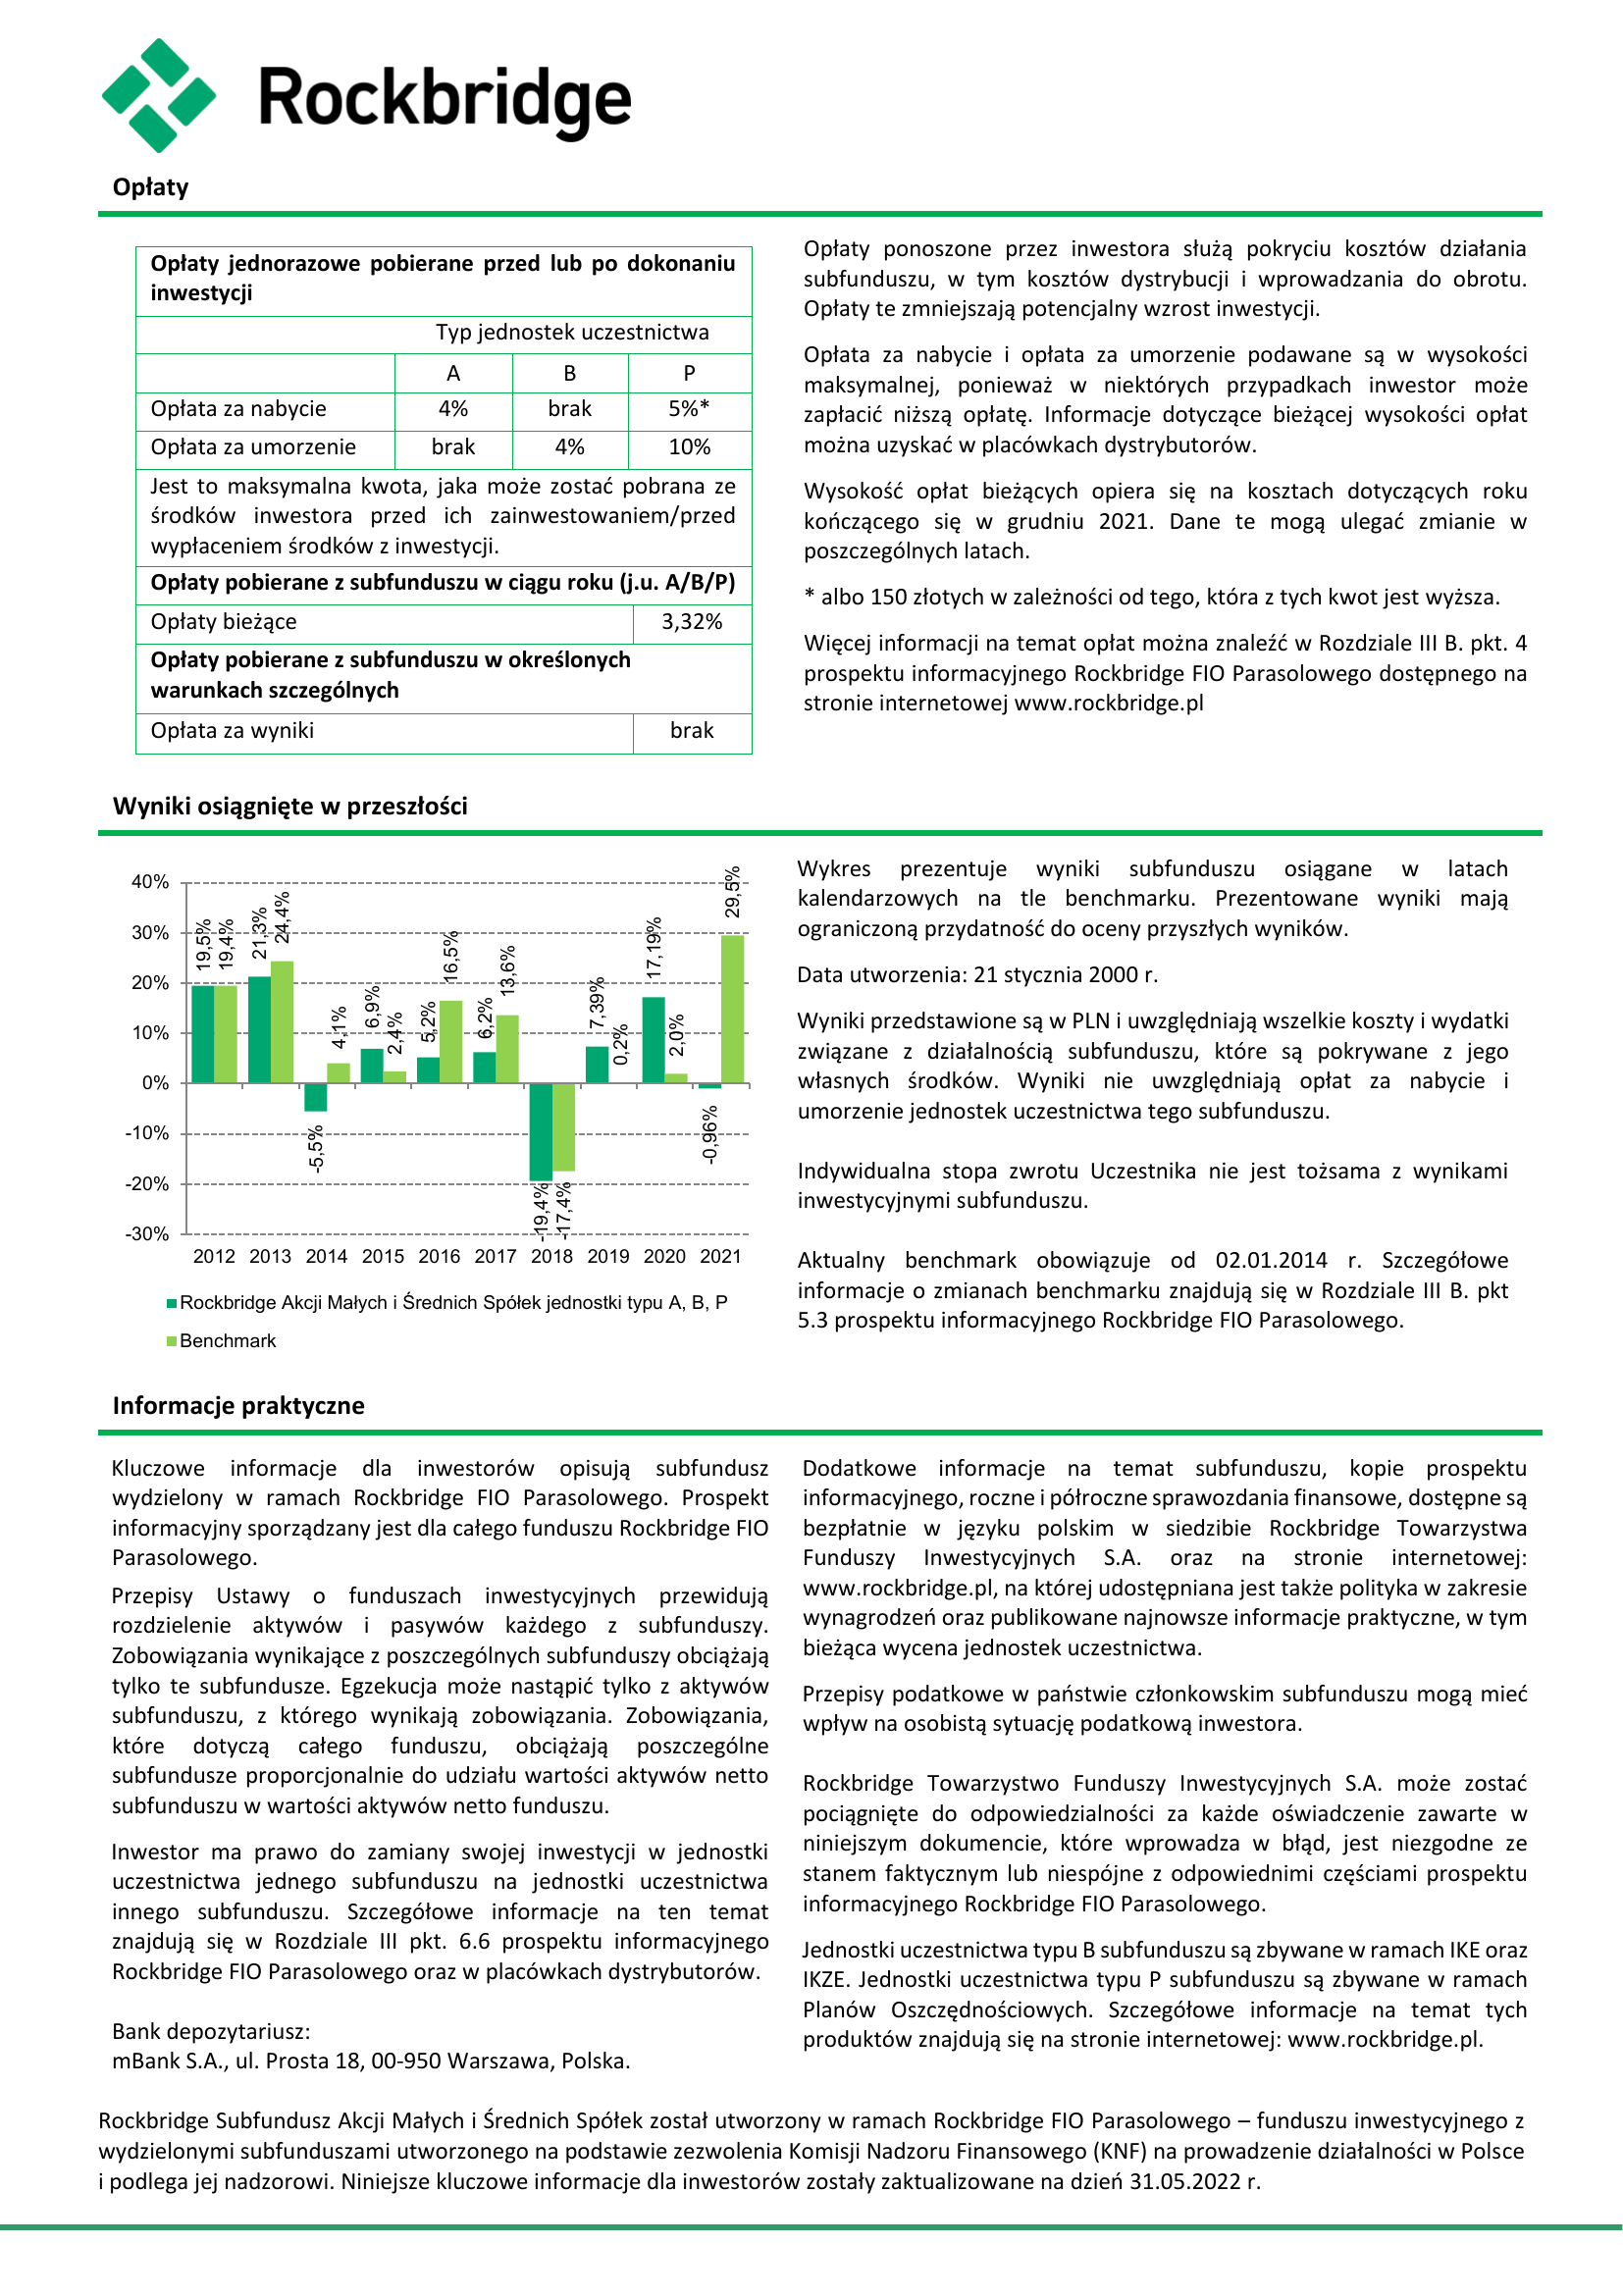 Rockbridge
Opłaty
Opłaty jednorazowe pobierane przed lub po dokonaniu
inwestycji
Typ jednostek uczestnictwa
A B P
Opłata za nabycie 4% brak 5%*
Opłata za umorzenie brak 4% 10%
Jest to maksymalna kwota, jaka może zostać pobrana ze
środków inwestora przed ich zainwestowaniem/przed
wypłaceniem środków z inwestycji.
Opłaty pobierane z subfunduszu w ciągu roku (j.u. A/B/P)
Opłaty bieżące 3,32%
Opłaty pobierane z subfunduszu w określonych
warunkach szczególnych
Opłata za wyniki brak
Opłaty ponoszone przez inwestora służą pokryciu kosztów działania
subfunduszu, w tym kosztów dystrybucji i wprowadzania do obrotu.
Opłaty te zmniejszają potencjalny wzrost inwestycji.
Opłata za nabycie i opłata za umorzenie podawane są w wysokości
maksymalnej, ponieważ w niektórych przypadkach inwestor może
zapłacić niższą opłatę. Informacje dotyczące bieżącej wysokości opłat
można uzyskać w placówkach dystrybutorów.
Wysokość opłat bieżących opiera się na kosztach dotyczących roku
kończącego się w grudniu 2021. Dane te mogą ulegać zmianie w
poszczególnych latach.
* albo 150 złotych w zależności od tego, która z tych kwot jest wyższa.
Więcej informacji na temat opłat można znaleźć w Rozdziale III B. pkt. 4
prospektu informacyjnego Rockbridge FIO Parasolowego dostępnego na
stronie internetowej www.rockbridge.pl
Wyniki osiągnięte w przeszłości
40%
30%
20%
10%
0%
-10%
-20%
-30%
19,5%
19,4%
21,3%
24,4%
-5,5%
4,1%
6,9%
2,4%
5,2%
16,5%
6,2%
13,6%
-19,4%
-17,4%
7,39%
0,2%
17,19%
2,0%
-0,96%
29,5%
2012 2013 2014 2015 2016 2017 2018 2019 2020 2021
Rockbridge Akcji Małych i Średnich Spółek jednostki typu A, B, P
Benchmark
Wykres prezentuje wyniki subfunduszu osiągane w latach
kalendarzowych na tle benchmarku. Prezentowane wyniki mają
ograniczoną przydatność do oceny przyszłych wyników.
Data utworzenia: 21 stycznia 2000 r.
Wyniki przedstawione są w PLN i uwzględniają wszelkie koszty i wydatki
związane z działalnością subfunduszu, które są pokrywane z jego
własnych środków. Wyniki nie uwzględniają opłat za nabycie i
umorzenie jednostek uczestnictwa tego subfunduszu.
Indywidualna stopa zwrotu Uczestnika nie jest tożsama z wynikami
inwestycyjnymi subfunduszu.
Aktualny benchmark obowiązuje od 02.01.2014 r. Szczegółowe
informacje o zmianach benchmarku znajdują się w Rozdziale III B. pkt
5.3 prospektu informacyjnego Rockbridge FIO Parasolowego.
Informacje praktyczne
Kluczowe informacje dla inwestorów opisują subfundusz
wydzielony w ramach Rockbridge FIO Parasolowego. Prospekt
informacyjny sporządzany jest dla całego funduszu Rockbridge FIO
Parasolowego.
Przepisy Ustawy o funduszach inwestycyjnych przewidują
rozdzielenie aktywów i pasywów każdego z subfunduszy.
Zobowiązania wynikające z poszczególnych subfunduszy obciążają
tylko te subfundusze. Egzekucja może nastąpić tylko z aktywów
subfunduszu, z którego wynikają zobowiązania. Zobowiązania,
które dotyczą całego funduszu, obciążają poszczególne
subfundusze proporcjonalnie do udziału wartości aktywów netto
subfunduszu w wartości aktywów netto funduszu.
Inwestor ma prawo do zamiany swojej inwestycji w jednostki
uczestnictwa jednego subfunduszu na jednostki uczestnictwa
innego subfunduszu. Szczegółowe informacje na ten temat
znajdują się w Rozdziale III pkt. 6.6 prospektu informacyjnego
Rockbridge FIO Parasolowego oraz w placówkach dystrybutorów.
Bank depozytariusz:
mBank S.A., ul. Prosta 18, 00-950 Warszawa, Polska.
Dodatkowe informacje na temat subfunduszu, kopie prospektu
informacyjnego, roczne i półroczne sprawozdania finansowe, dostępne są
bezpłatnie w języku polskim w siedzibie Rockbridge Towarzystwa
Funduszy Inwestycyjnych S.A. oraz na stronie internetowej:
www.rockbridge.pl, na której udostępniana jest także polityka w zakresie
wynagrodzeń oraz publikowane najnowsze informacje praktyczne, w tym
bieżąca wycena jednostek uczestnictwa.
Przepisy podatkowe w państwie członkowskim subfunduszu mogą mieć
wpływ na osobistą sytuację podatkową inwestora.
Rockbridge Towarzystwo Funduszy Inwestycyjnych S.A. może zostać
pociągnięte do odpowiedzialności za każde oświadczenie zawarte w
niniejszym dokumencie, które wprowadza w błąd, jest niezgodne ze
stanem faktycznym lub niespójne z odpowiednimi częściami prospektu
informacyjnego Rockbridge FIO Parasolowego.
Jednostki uczestnictwa typu B subfunduszu są zbywane w ramach IKE oraz
IKZE. Jednostki uczestnictwa typu P subfunduszu są zbywane w ramach
Planów Oszczędnościowych. Szczegółowe informacje na temat tych
produktów znajdują się na stronie internetowej: www.rockbridge.pl.
Rockbridge Subfundusz Akcji Małych i Średnich Spółek został utworzony w ramach Rockbridge FIO Parasolowego – funduszu inwestycyjnego z
wydzielonymi subfunduszami utworzonego na podstawie zezwolenia Komisji Nadzoru Finansowego (KNF) na prowadzenie działalności w Polsce
i podlega jej nadzorowi. Niniejsze kluczowe informacje dla inwestorów zostały zaktualizowane na dzień 31.05.2022 r.